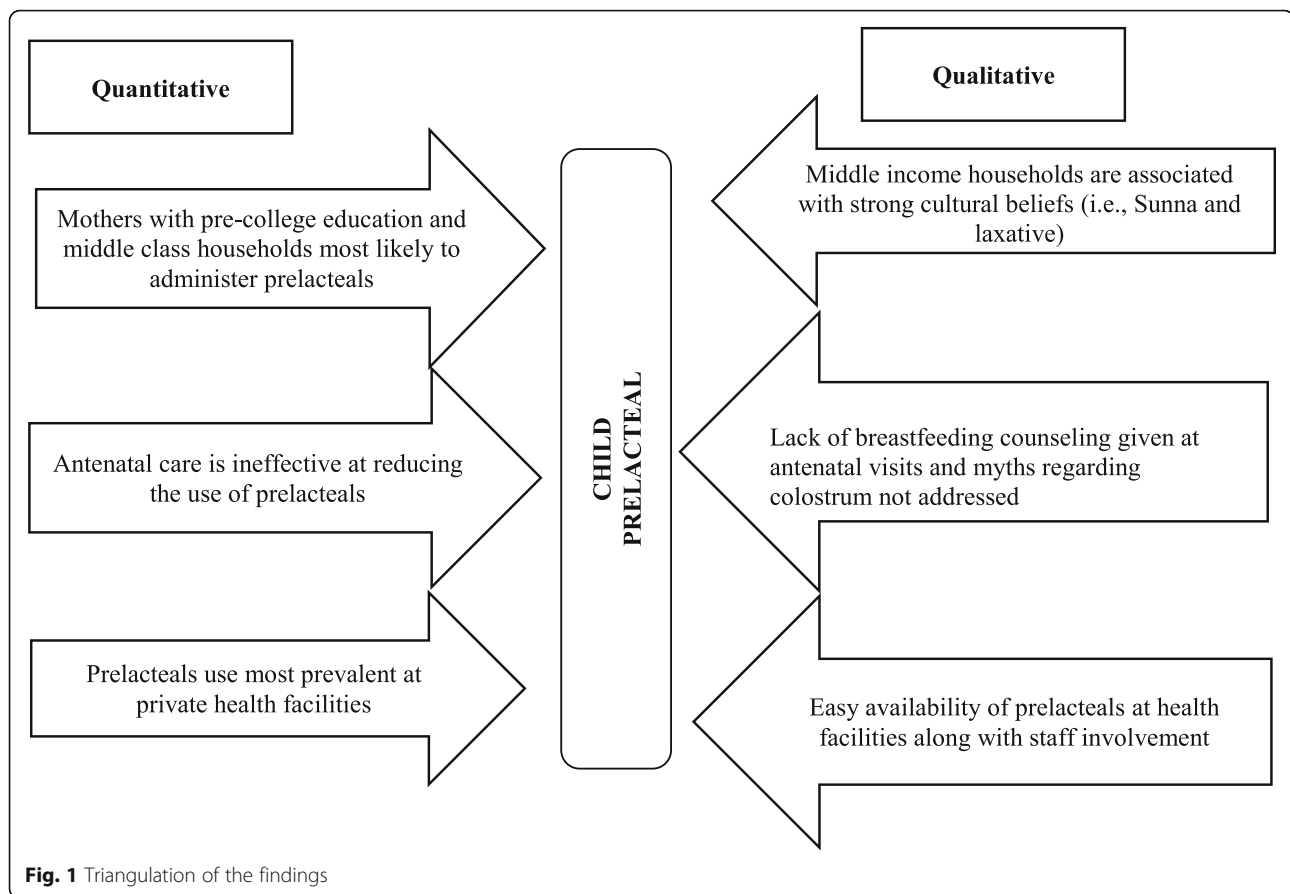 Quantitative
Qualitative
Mothers with pre-college education and
middle class households most likely to
administer prelacteals
Middle income households are associated
with strong cultural beliefs (i.e., Sunna and
laxative)
Antenatal care is ineffective at reducing
the use of prelacteals
CHILD
PRELACTEAL
Lack of breastfeeding counseling given at
antenatal visits and myths regarding
colostrum not addressed
Prelacteals use most prevalent at
private health facilities
Easy availability of prelacteals at health
facilities along with staff involvement
Fig. 1 Triangulation of the findings